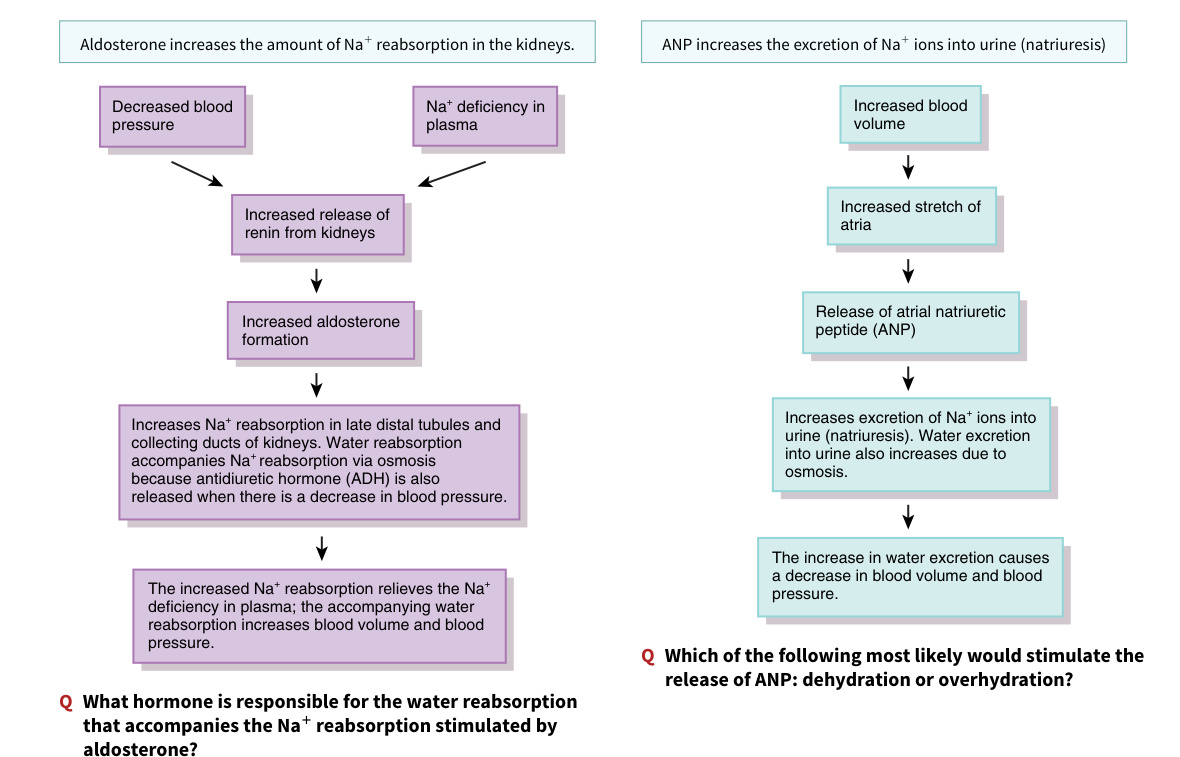 Aldosterone increases the amount of Na⁺ reabsorption in the kidneys.
Decreased blood
pressure
Na⁺ deficiency in
plasma
Increased release of
renin from kidneys
Increased aldosterone
formation
Increases Na⁺ reabsorption in late distal tubules and
collecting ducts of kidneys. Water reabsorption
accompanies Na⁺ reabsorption via osmosis
because antidiuretic hormone (ADH) is also
released when there is a decrease in blood pressure.
The increased Na⁺ reabsorption relieves the Na⁺
deficiency in plasma; the accompanying water
reabsorption increases blood volume and blood
pressure.
Q What hormone is responsible for the water reabsorption
that accompanies the Na⁺ reabsorption stimulated by
aldosterone?
ANP increases the excretion of Na⁺ ions into urine (natriuresis)
Increased blood
volume
Increased stretch of
atria
Release of atrial natriuretic
peptide (ANP)
Increases excretion of Na⁺ ions into
urine (natriuresis). Water excretion
into urine also increases due to
osmosis.
The increase in water excretion causes
a decrease in blood volume and blood
pressure.
Q Which of the following most likely would stimulate the
release of ANP: dehydration or overhydration?